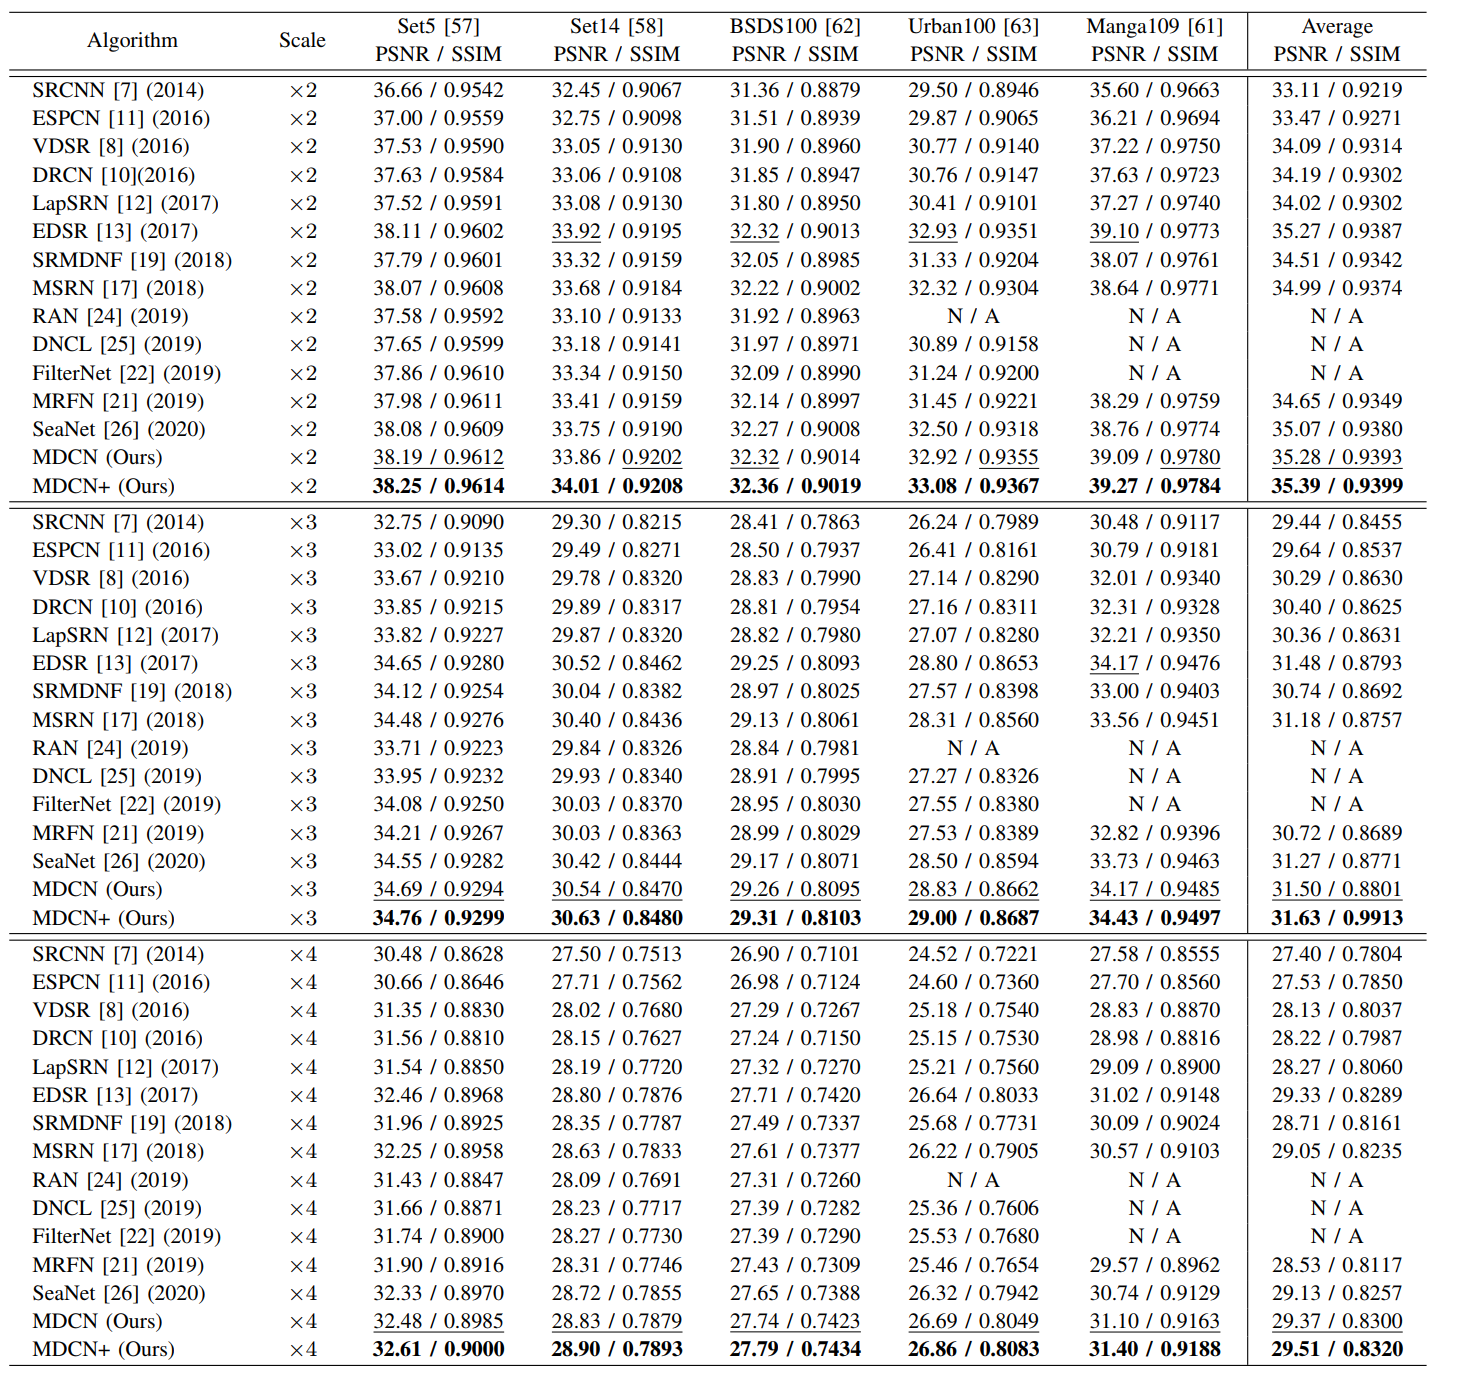 Algorithm Scale Set5 [57] Set14 [58] BSDS100 [62] Urban100 [63] Manga109 [61] Average
PSNR / SSIM PSNR / SSIM PSNR / SSIM PSNR / SSIM PSNR / SSIM PSNR / SSIM
SRCNN [7] (2014) ×2 36.66 / 0.9542 32.45 / 0.9067 31.36 / 0.8879 29.50 / 0.8946 35.60 / 0.9663 33.11 / 0.9219
ESPCN [11] (2016) ×2 37.00 / 0.9559 32.75 / 0.9098 31.51 / 0.8939 29.87 / 0.9065 36.21 / 0.9694 33.47 / 0.9271
VDSR [8] (2016) ×2 37.53 / 0.9590 33.05 / 0.9130 31.90 / 0.8960 30.77 / 0.9140 37.22 / 0.9750 34.09 / 0.9314
DRCN [10](2016) ×2 37.63 / 0.9584 33.06 / 0.9108 31.85 / 0.8947 30.76 / 0.9147 37.63 / 0.9723 34.19 / 0.9302
LapSRN [12] (2017) ×2 37.52 / 0.9591 33.08 / 0.9130 31.80 / 0.8950 30.41 / 0.9101 37.27 / 0.9740 34.02 / 0.9302
EDSR [13] (2017) ×2 38.11 / 0.9602 33.92 / 0.9195 32.32 / 0.9013 32.93 / 0.9351 39.10 / 0.9773 35.27 / 0.9387
SRMDNF [19] (2018) ×2 37.79 / 0.9601 33.32 / 0.9159 32.05 / 0.8985 31.33 / 0.9204 38.07 / 0.9761 34.51 / 0.9342
MSRN [17] (2018) ×2 38.07 / 0.9608 33.68 / 0.9184 32.22 / 0.9002 32.32 / 0.9304 38.64 / 0.9771 34.99 / 0.9374
RAN [24] (2019) ×2 37.58 / 0.9592 33.10 / 0.9133 31.92 / 0.8963 N / A N / A N / A
DNCL [25] (2019) ×2 37.65 / 0.9599 33.18 / 0.9141 31.97 / 0.8971 30.89 / 0.9158 N / A N / A
FilterNet [22] (2019) ×2 37.86 / 0.9610 33.34 / 0.9150 32.09 / 0.8990 31.24 / 0.9200 N / A N / A
MRFN [21] (2019) ×2 37.98 / 0.9611 33.41 / 0.9159 32.14 / 0.8997 31.45 / 0.9221 38.29 / 0.9759 34.65 / 0.9349
SeaNet [26] (2020) ×2 38.08 / 0.9609 33.75 / 0.9190 32.27 / 0.9008 32.50 / 0.9318 38.76 / 0.9774 35.07 / 0.9380
MDCN (Ours) ×2 38.19 / 0.9612 33.86 / 0.9202 32.32 / 0.9014 32.92 / 0.9355 39.09 / 0.9780 35.28 / 0.9393
MDCN+ (Ours) ×2 38.25 / 0.9614 34.01 / 0.9208 32.36 / 0.9019 33.08 / 0.9367 39.27 / 0.9784 35.39 / 0.9399
SRCNN [7] (2014) ×3 32.75 / 0.9090 29.30 / 0.8215 28.41 / 0.7863 26.24 / 0.7989 30.48 / 0.9117 29.44 / 0.8455
ESPCN [11] (2016) ×3 33.02 / 0.9135 29.49 / 0.8271 28.50 / 0.7937 26.41 / 0.8161 30.79 / 0.9181 29.64 / 0.8537
VDSR [8] (2016) ×3 33.67 / 0.9210 29.78 / 0.8320 28.83 / 0.7990 27.14 / 0.8290 32.01 / 0.9340 30.29 / 0.8630
DRCN [10] (2016) ×3 33.85 / 0.9215 29.89 / 0.8317 28.81 / 0.7954 27.16 / 0.8311 32.31 / 0.9328 30.40 / 0.8625
LapSRN [12] (2017) ×3 33.82 / 0.9227 29.87 / 0.8320 28.82 / 0.7980 27.07 / 0.8280 32.21 / 0.9350 30.36 / 0.8631
EDSR [13] (2017) ×3 34.65 / 0.9280 30.52 / 0.8462 29.25 / 0.8093 28.80 / 0.8653 34.17 / 0.9476 31.48 / 0.8793
SRMDNF [19] (2018) ×3 34.12 / 0.9254 30.04 / 0.8382 28.97 / 0.8025 27.57 / 0.8398 33.00 / 0.9403 30.74 / 0.8692
MSRN [17] (2018) ×3 34.48 / 0.9276 30.40 / 0.8436 29.13 / 0.8061 28.31 / 0.8560 33.56 / 0.9451 31.18 / 0.8757
RAN [24] (2019) ×3 33.71 / 0.9223 29.84 / 0.8326 28.84 / 0.7981 N / A N / A N / A
DNCL [25] (2019) ×3 33.95 / 0.9232 29.93 / 0.8340 28.91 / 0.7995 27.27 / 0.8326 N / A N / A
FilterNet [22] (2019) ×3 34.08 / 0.9250 30.03 / 0.8370 28.95 / 0.8030 27.55 / 0.8380 N / A N / A
MRFN [21] (2019) ×3 34.21 / 0.9267 30.03 / 0.8363 28.99 / 0.8029 27.53 / 0.8389 32.82 / 0.9396 30.72 / 0.8689
SeaNet [26] (2020) ×3 34.55 / 0.9282 30.42 / 0.8444 29.17 / 0.8071 28.50 / 0.8594 33.73 / 0.9463 31.27 / 0.8771
MDCN (Ours) ×3 34.69 / 0.9294 30.54 / 0.8470 29.26 / 0.8095 28.83 / 0.8662 34.17 / 0.9485 31.50 / 0.8801
MDCN+ (Ours) ×3 34.76 / 0.9299 30.63 / 0.8480 29.31 / 0.8103 29.00 / 0.8687 34.43 / 0.9497 31.63 / 0.9913
SRCNN [7] (2014) ×4 30.48 / 0.8628 27.50 / 0.7513 26.90 / 0.7101 24.52 / 0.7221 27.58 / 0.8555 27.40 / 0.7804
ESPCN [11] (2016) ×4 30.66 / 0.8646 27.71 / 0.7562 26.98 / 0.7124 24.60 / 0.7360 27.70 / 0.8560 27.53 / 0.7850
VDSR [8] (2016) ×4 31.35 / 0.8830 28.02 / 0.7680 27.29 / 0.7267 25.18 / 0.7540 28.83 / 0.8870 28.13 / 0.8037
DRCN [10] (2016) ×4 31.56 / 0.8810 28.15 / 0.7627 27.24 / 0.7150 25.15 / 0.7530 28.98 / 0.8816 28.22 / 0.7987
LapSRN [12] (2017) ×4 31.54 / 0.8850 28.19 / 0.7720 27.32 / 0.7270 25.21 / 0.7560 29.09 / 0.8900 28.27 / 0.8060
EDSR [13] (2017) ×4 32.46 / 0.8968 28.80 / 0.7876 27.71 / 0.7420 26.64 / 0.8033 31.02 / 0.9148 29.33 / 0.8289
SRMDNF [19] (2018) ×4 31.96 / 0.8925 28.35 / 0.7787 27.49 / 0.7337 25.68 / 0.7731 30.09 / 0.9024 28.71 / 0.8161
MSRN [17] (2018) ×4 32.25 / 0.8958 28.63 / 0.7833 27.61 / 0.7377 26.22 / 0.7905 30.57 / 0.9103 29.05 / 0.8235
RAN [24] (2019) ×4 31.43 / 0.8847 28.09 / 0.7691 27.31 / 0.7260 N / A N / A N / A
DNCL [25] (2019) ×4 31.66 / 0.8871 28.23 / 0.7717 27.39 / 0.7282 25.36 / 0.7606 N / A N / A
FilterNet [22] (2019) ×4 31.74 / 0.8900 28.27 / 0.7730 27.39 / 0.7290 25.53 / 0.7680 N / A N / A
MRFN [21] (2019) ×4 31.90 / 0.8916 28.31 / 0.7746 27.43 / 0.7309 25.46 / 0.7654 29.57 / 0.8962 28.53 / 0.8117
SeaNet [26] (2020) ×4 32.33 / 0.8970 28.72 / 0.7855 27.65 / 0.7388 26.32 / 0.7942 30.74 / 0.9129 29.13 / 0.8257
MDCN (Ours) ×4 32.48 / 0.8985 28.83 / 0.7879 27.74 / 0.7423 26.69 / 0.8049 31.10 / 0.9163 29.37 / 0.8300
MDCN+ (Ours) ×4 32.61 / 0.9000 28.90 / 0.7893 27.79 / 0.7434 26.86 / 0.8083 31.40 / 0.9188 29.51 / 0.8320